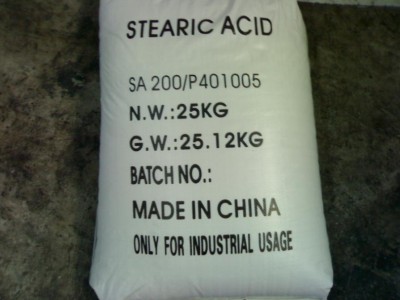 STEARIC ACID
SA 200/P401005
N.W.:25KG
G.W.:25.12KG
BATCH NO.:
MADE IN CHINA
ONLY FOR INDUSTRIAL USAGE